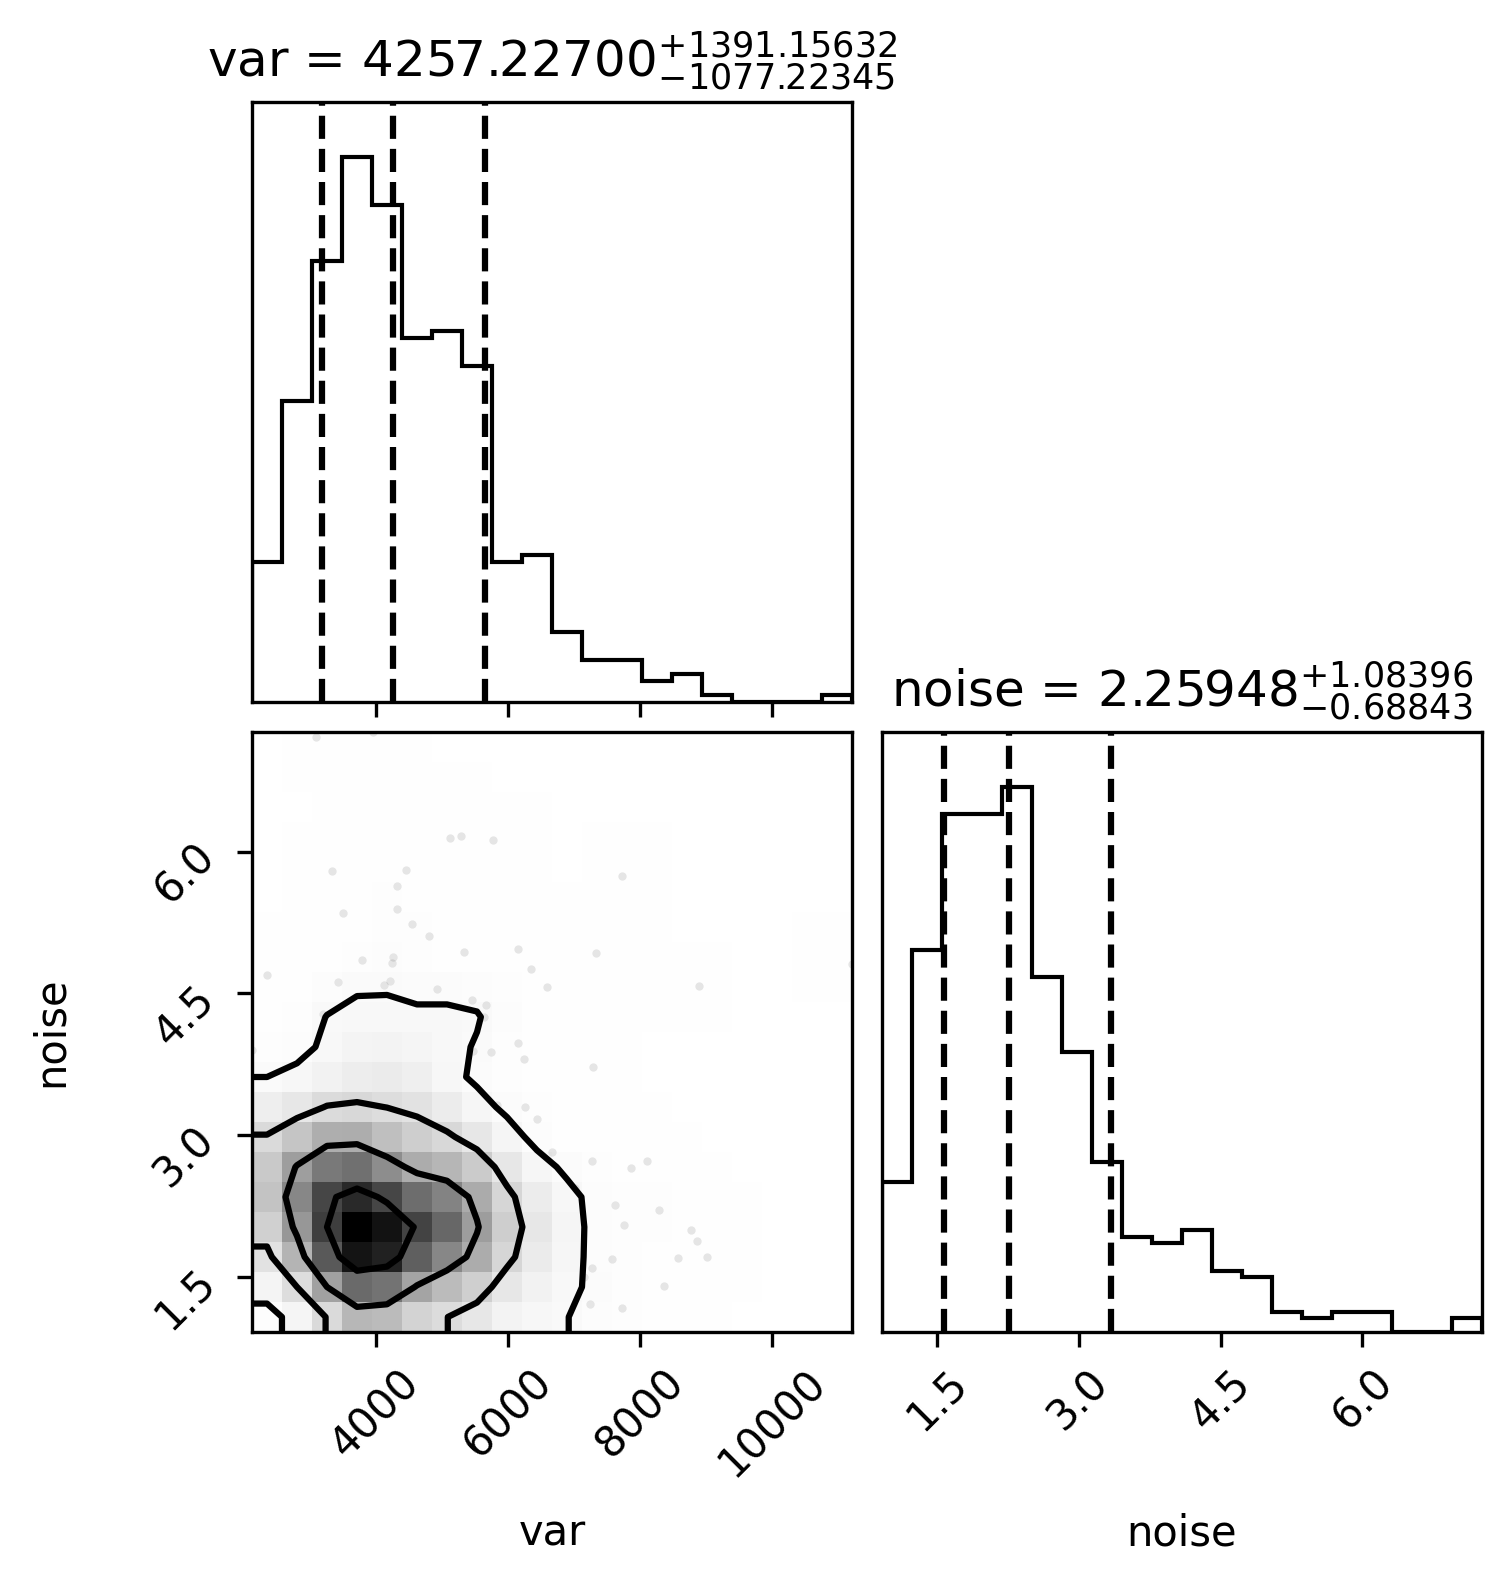 var = 4257.22700+1391.15632−1077.22345
noise = 2.25948+1.08396−0.68843
6.0
4.5
3.0
1.5
noise
4000 6000 8000 10000
1.5 3.0 4.5 6.0
var
noise